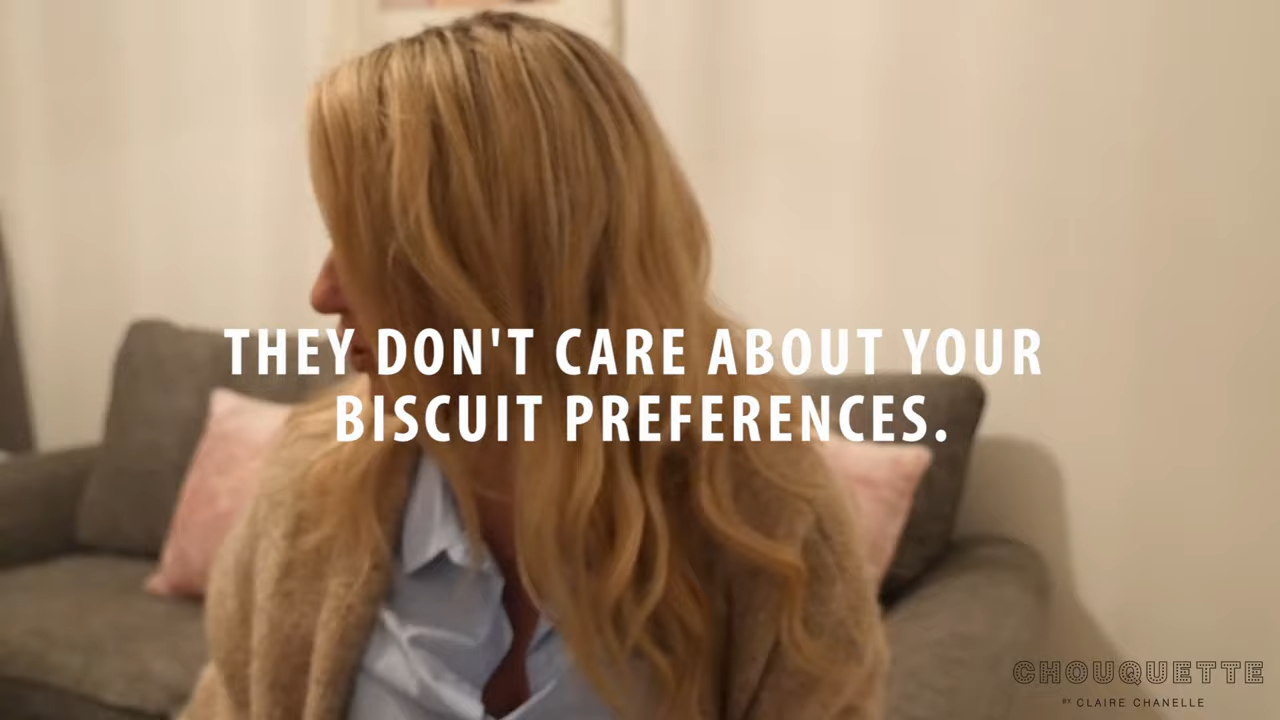 THEY DON'T CARE ABOUT YOUR
BISCUIT PREFERENCES.
CHOUQUETTE
BY CLAIRE CHANELLE